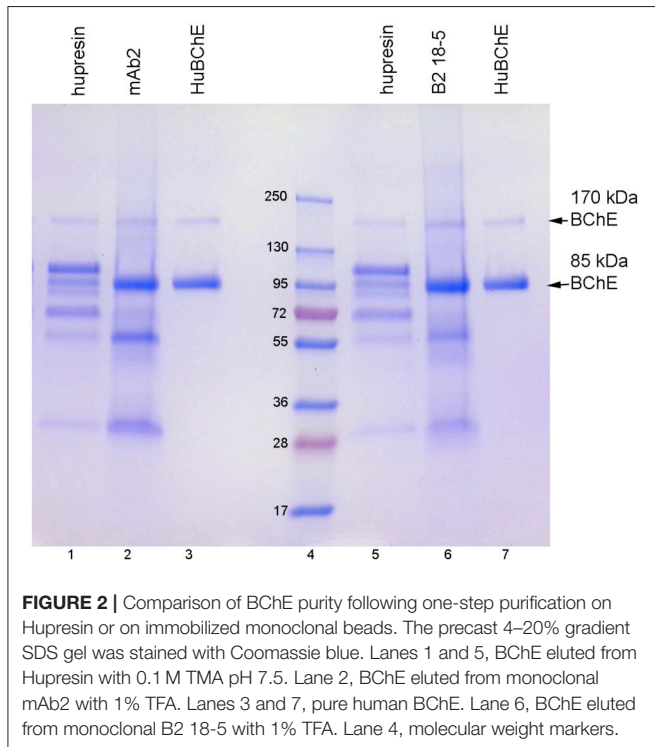 hupresin
mAb2
HuBChE
hupresin
B2 18-5
HuBChE
250
130
95
72
55
36
28
17
170 kDa
BChE
85 kDa
BChE
1 2 3 4 5 6 7
FIGURE 2 | Comparison of BChE purity following one-step purification on
Hupresin or on immobilized monoclonal beads. The precast 4–20% gradient
SDS gel was stained with Coomassie blue. Lanes 1 and 5, BChE eluted from
Hupresin with 0.1 M TMA pH 7.5. Lane 2, BChE eluted from monoclonal
mAb2 with 1% TFA. Lanes 3 and 7, pure human BChE. Lane 6, BChE eluted
from monoclonal B2 18-5 with 1% TFA. Lane 4, molecular weight markers.